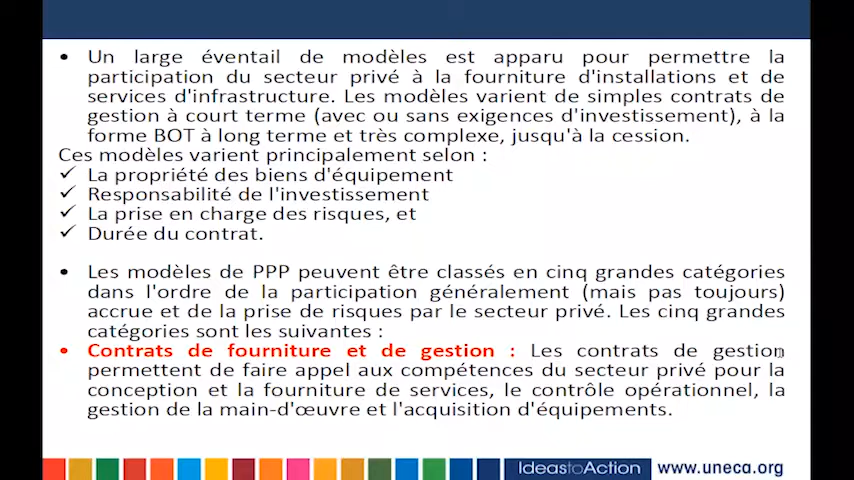 • Un large éventail de modèles est apparu pour permettre la
participation du secteur privé à la fourniture d'installations et de
services d'infrastructure. Les modèles varient de simples contrats de
gestion à court terme (avec ou sans exigences d'investissement), à la
forme BOT à long terme et très complexe, jusqu'à la cession.
Ces modèles varient principalement selon :
✓ La propriété des biens d'équipement
✓ Responsabilité de l'investissement
✓ La prise en charge des risques, et
✓ Durée du contrat.
• Les modèles de PPP peuvent être classés en cinq grandes catégories
dans l'ordre de la participation généralement (mais pas toujours)
accrue et de la prise de risques par le secteur privé. Les cinq grandes
catégories sont les suivantes :
• Contrats de fourniture et de gestion : Les contrats de gestion
permettent de faire appel aux compétences du secteur privé pour la
conception et la fourniture de services, le contrôle opérationnel, la
gestion de la main-d'œuvre et l'acquisition d'équipements.
IdeastoAction www.uneca.org